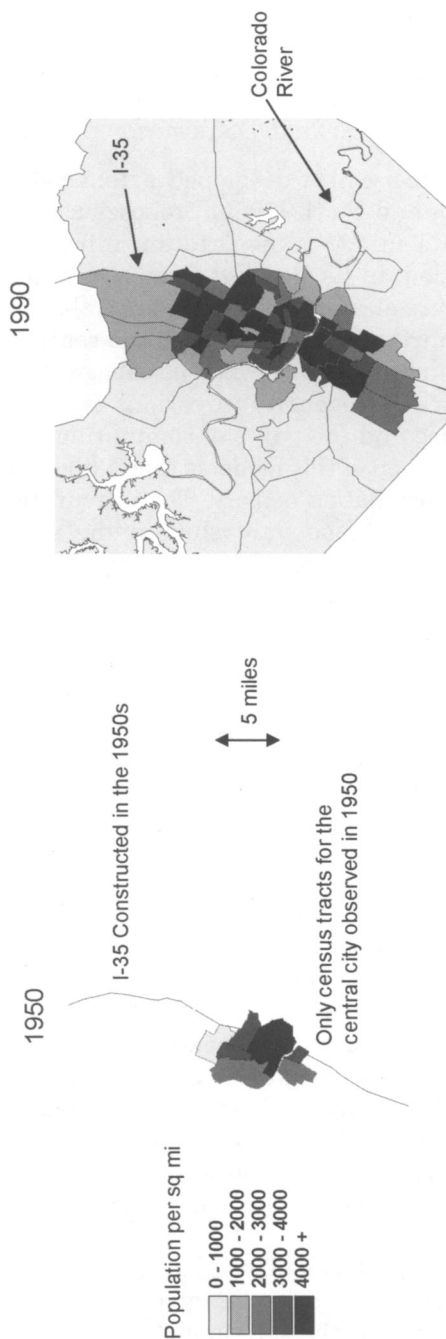 1950
1990
Population per sq mi
0 - 1000
1000 - 2000
2000 - 3000
3000 - 4000
4000 +
I-35 Constructed in the 1950s
5 miles
Only census tracts for the
central city observed in 1950
I-35
Colorado
River